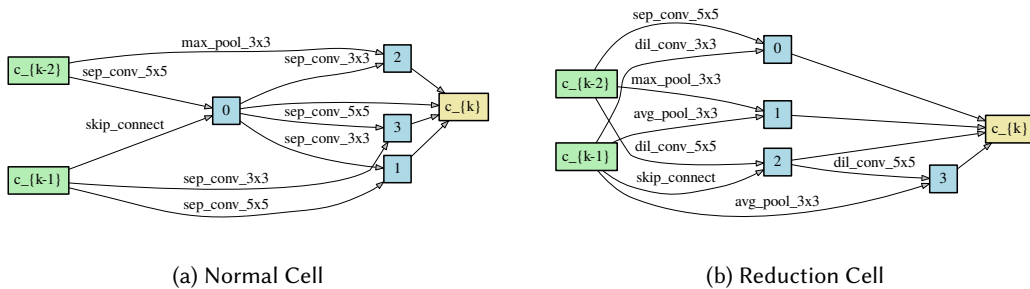 max_pool_3x3
c_{k-2}
sep_conv_5x5
sep_conv_3x3
2
0
c_{k}
skip_connect
sep_conv_5x5
3
sep_conv_3x3
c_{k-1}
sep_conv_3x3
1
sep_conv_5x5
(a) Normal Cell
sep_conv_5x5
0
dil_conv_3x3
c_{k-2}
max_pool_3x3
1
avg_pool_3x3
c_{k}
c_{k-1}
dil_conv_5x5
2
dil_conv_5x5
skip_connect
3
avg_pool_3x3
(b) Reduction Cell